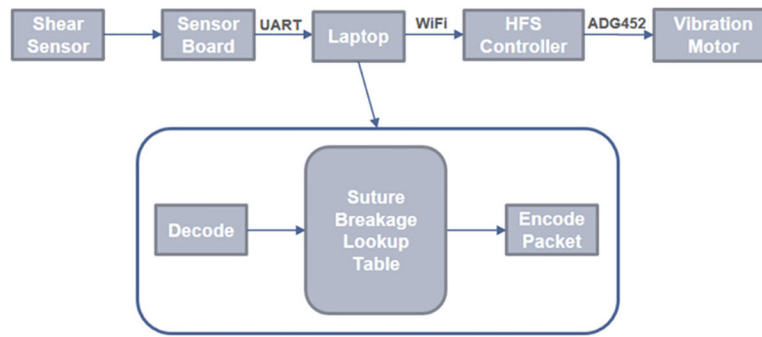 Shear
Sensor
Sensor
Board
UART
Laptop
WiFi
HFS
Controller
ADG452
Vibration
Motor
Decode
Suture
Breakage
Lookup
Table
Encode
Packet